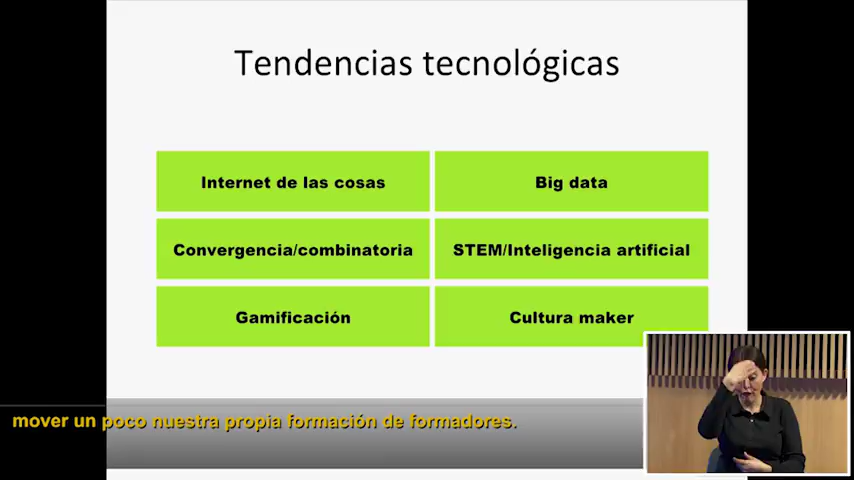 Tendencias tecnológicas
Internet de las cosas
Big data
Convergencia/combinatoria
STEM/Inteligencia artificial
Gamificación
Cultura maker
mover un poco nuestra propia formación de formadores.